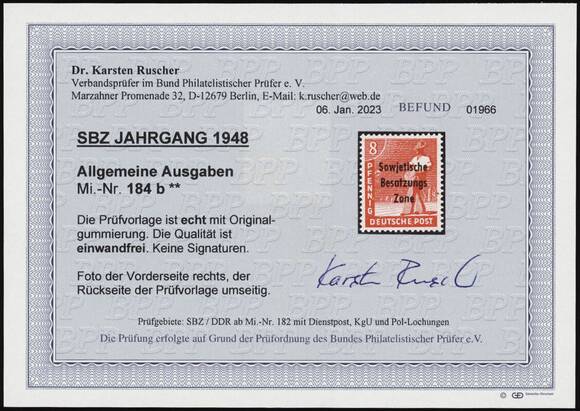 Dr. Karsten Ruscher
Verbandsprüfer im Bund Philatelistischer Prüfer e. V.
Marzahner Promenade 32, D-12679 Berlin, E-Mail: k.ruscher@web.de
06. Jan. 2023 BEFUND 01966
SBZ JAHRGANG 1948
Allgemeine Ausgaben
Mi.-Nr. 184 b **
8
PFENNIG
Sowjetische
Besatzungs
Zone
DEUTSCHE POST
Die Prüfvorlage ist echt mit Original-
gummierung. Die Qualität ist
einwandfrei. Keine Signaturen.
Foto der Vorderseite rechts, der
Rückseite der Prüfvorlage umseitig.
Karsten Ruscher
Prüfgebiete: SBZ / DDR ab Mi.-Nr. 182 mit Dienstpost, KgU und Pol-Lochungen
Die Prüfung erfolgte auf Grund der Prüfordnung des Bundes Philatelistischer Prüfer e.V.
BPP
©